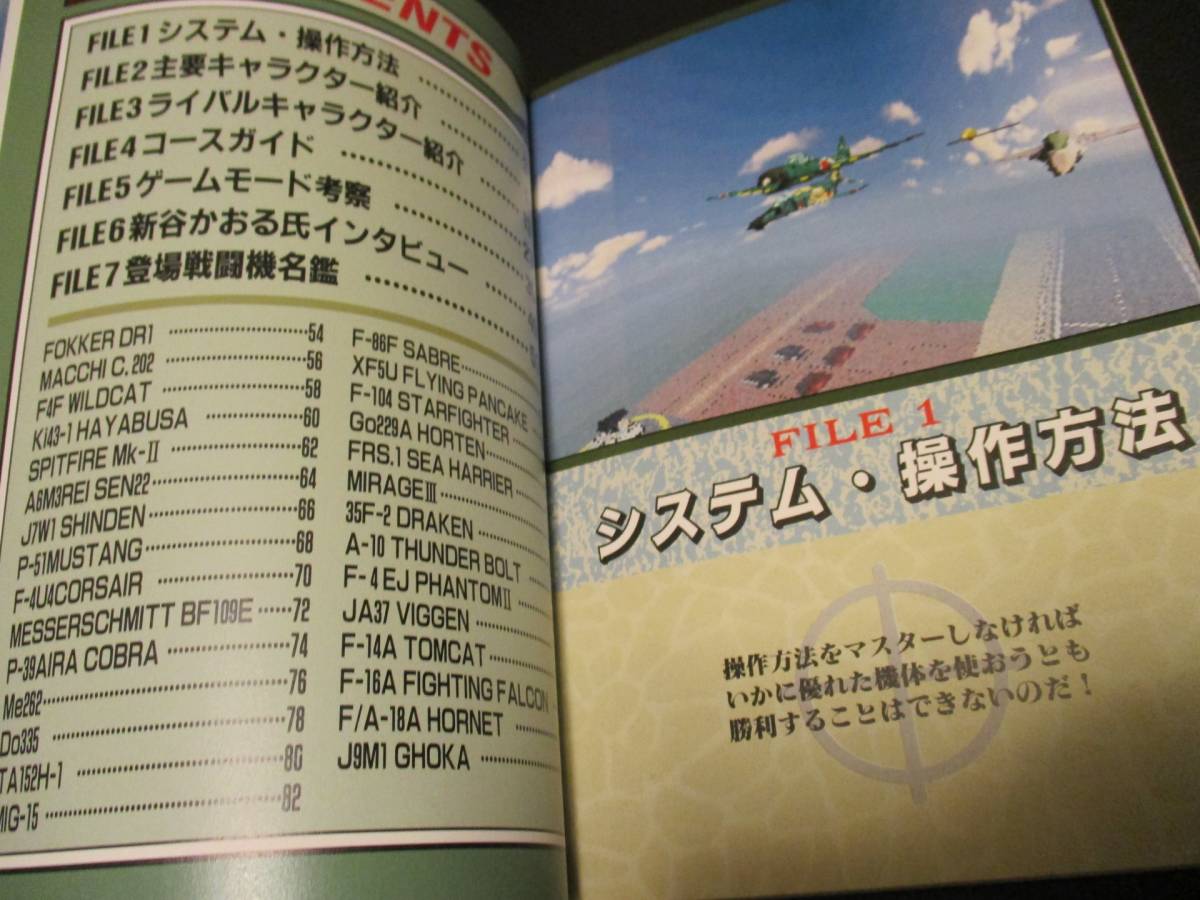 ENTS
FILE1 システム・操作方法
FILE2 主要キャラクター紹介
FILE3 ライバルキャラクター紹介
FILE4 コースガイド
FILE5 ゲームモード考察
FILE6 新谷かおる氏インタビュー
FILE7 登場戦闘機名鑑
FOKKER DR1 54
MACCHI C.202 56
F4F WILDCAT 58
Ki43-1 HAYABUSA 60
SPITFIRE Mk-Ⅱ 62
A6M3REI SEN22 64
J7W1 SHINDEN 66
P-51MUSTANG 68
F-4U4CORSAIR 70
MESSERSCHMITT BF109E 72
P-39AIRA COBRA 74
Me262 76
Do335 78
TA152H-1 80
MIG-15 82
F-86F SABRE
XF5U FLYING PANCAKE
F-104 STARFIGHTER
Go229A HORTEN
FRS.1 SEA HARRIER
MIRAGEⅢ
35F-2 DRAKEN
A-10 THUNDER BOLT
F-4 EJ PHANTOMⅡ
JA37 VIGGEN
F-14A TOMCAT
F-16A FIGHTING FALCON
F/A-18A HORNET
J9M1 GHOKA
FILE 1
システム・操作方法
操作方法をマスターしなければ
いかに優れた機体を使おうとも
勝利することはできないのだ！